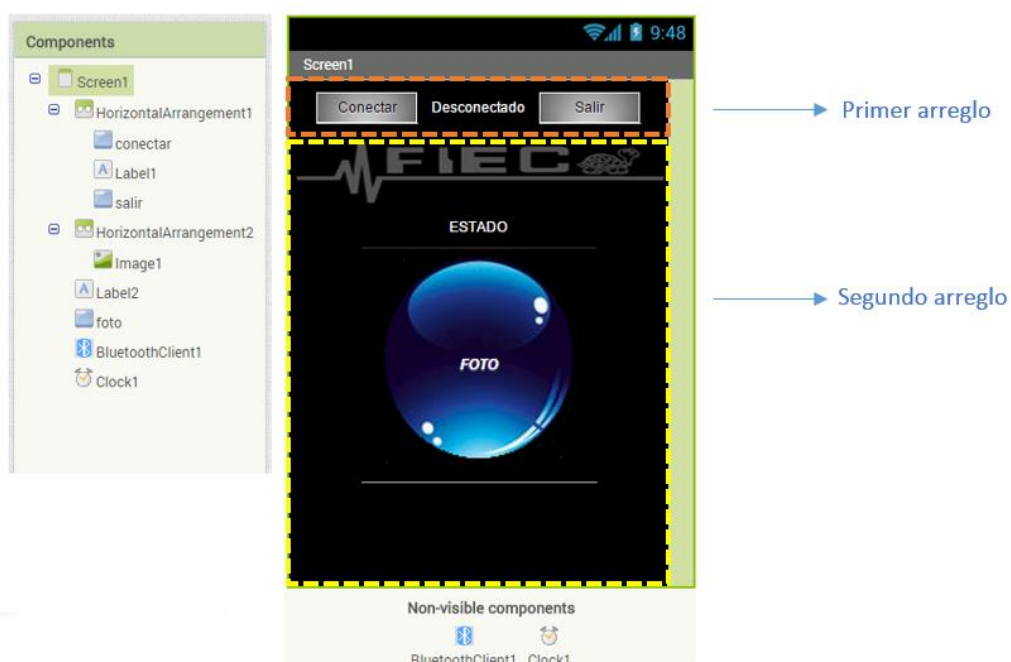 Components
Screen1
HorizontalArrangement1
conectar
Label1
salir
HorizontalArrangement2
Image1
Label2
foto
BluetoothClient1
Clock1
9:48
Screen1
Conectar Desconectado Salir
FIEC
ESTADO
FOTO
Non-visible components
BluetoothClient1 Clock1
Primer arreglo
Segundo arreglo